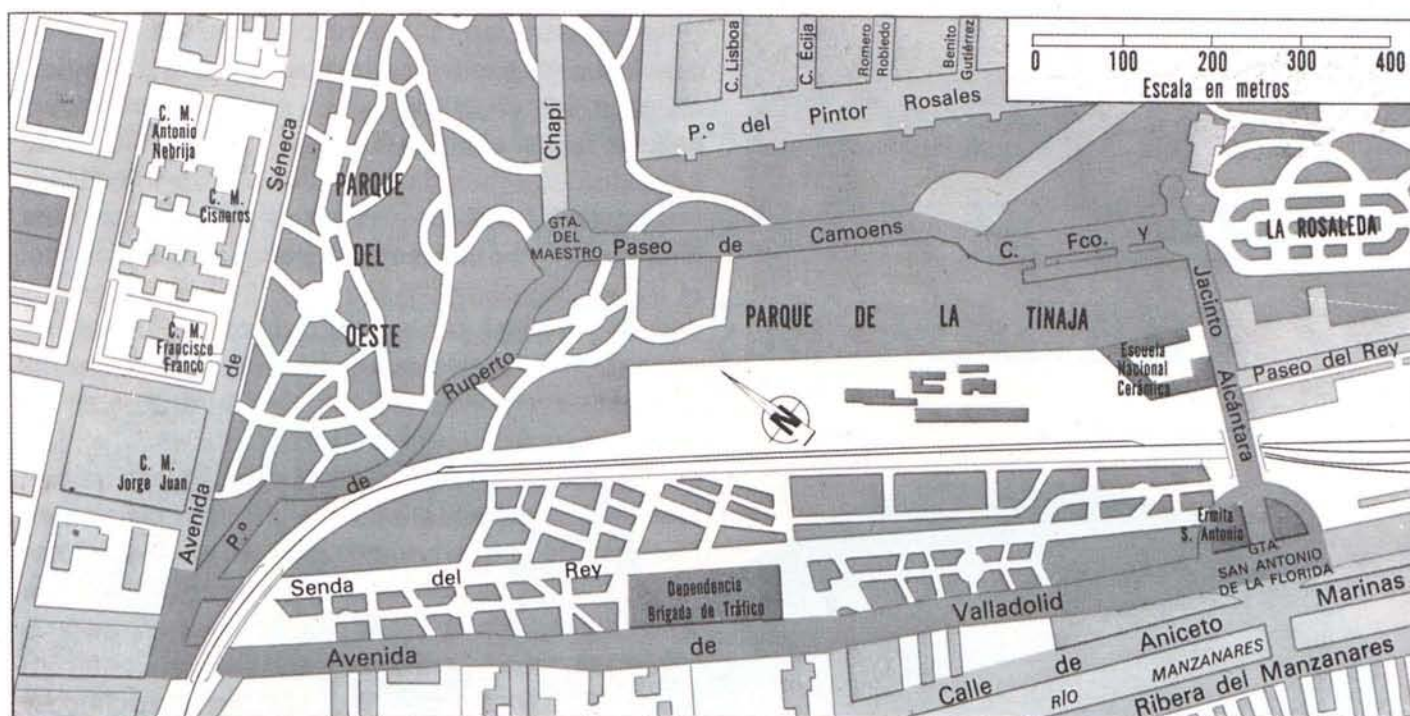 C. Lisboa
C. Écija
Romero
Robledo
Benito
Gutiérrez
0 100 200 300 400
Escala en metros
P.º del Pintor Rosales
C. M.
Antonio
Nebrija
C. M.
Cisneros
C. M.
Francisco
Franco
C. M.
Jorge Juan
Avenida de Séneca
PARQUE
DEL
OESTE
Chapí
GTA.
DEL
MAESTRO
Paseo de Camoens
P.º de Ruperto
C. Fco. Y
Jacinto Alcántara
LA ROSALEDA
PARQUE DE LA TINAJA
Escuela
Nacional
Cerámica
Paseo del Rey
N
Senda del Rey
Dependencia
Brigada de Tráfico
Ermita
S. Antonio
GTA.
SAN ANTONIO
DE LA FLORIDA
Avenida de Valladolid
Calle de Aniceto Marinas
RÍO MANZANARES
Ribera del Manzanares